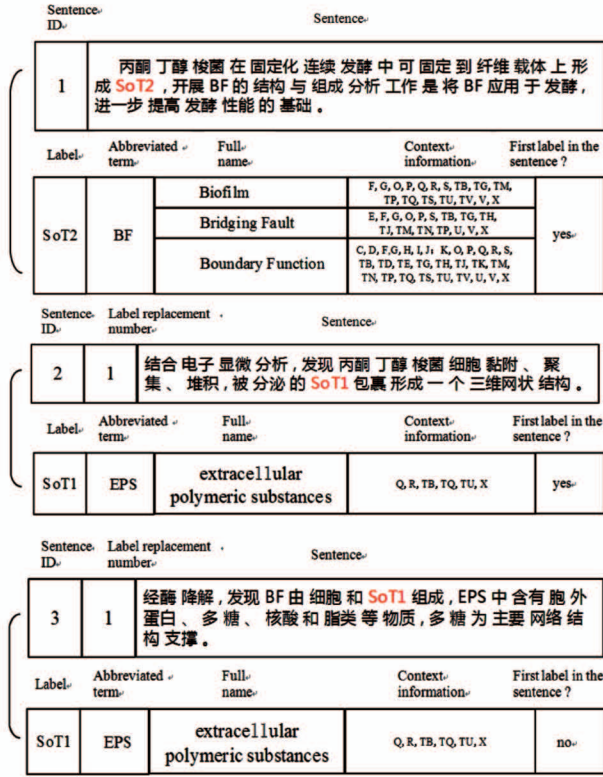 Sentence ID
Sentence
1
丙酮 丁醇 梭菌 在 固定化 连续 发酵 中 可 固定 到 纤维 载体 上 形
成 SoT2 , 开展 BF 的 结构 与 组成 分析 工作 是 将 BF 应用 于 发酵 ,
进一步 提高 发酵 性能 的 基础 。
Label
Abbreviated term
Full name
Context information
First label in the sentence ?
SoT2
BF
Biofilm
F, G, O, P, Q, R, S, TB, TG, TM,
TP, TQ, TS, TU, TV, V, X
Bridging Fault
E, F, G, O, P, S, TB, TG, TH,
TJ, TM, TN, TP, U, V, X
Boundary Function
C, D, F,G, H, I, J; K, O, P, Q, R, S,
TB, TD, TE, TG, TH, TJ, TK, TM,
TN, TP, TQ, TS, TU, TV, U, V, X
yes
Sentence ID
Label replacement number
Sentence
2
1
结合 电子 显微 分析 , 发现 丙酮 丁醇 梭菌 细胞 黏附 、 聚
集 、 堆积 , 被 分泌 的 SoT1 包裹 形成 一 个 三维 网状 结构 。
Label
Abbreviated term
Full name
Context information
First label in the sentence ?
SoT1
EPS
extracellular
polymeric substances
Q, R, TB, TQ, TU, X
yes
Sentence ID
Label replacement number
Sentence
3
1
经酶 降解 , 发现 BF 由 细胞 和 SoT1 组成 , EPS 中 含有 胞 外
蛋白 、 多 糖 、 核酸 和 脂类 等 物质 , 多 糖 为 主要 网络 结
构 支撑 。
Label
Abbreviated term
Full name
Context information
First label in the sentence ?
SoT1
EPS
extracellular
polymeric substances
Q, R, TB, TQ, TU, X
no